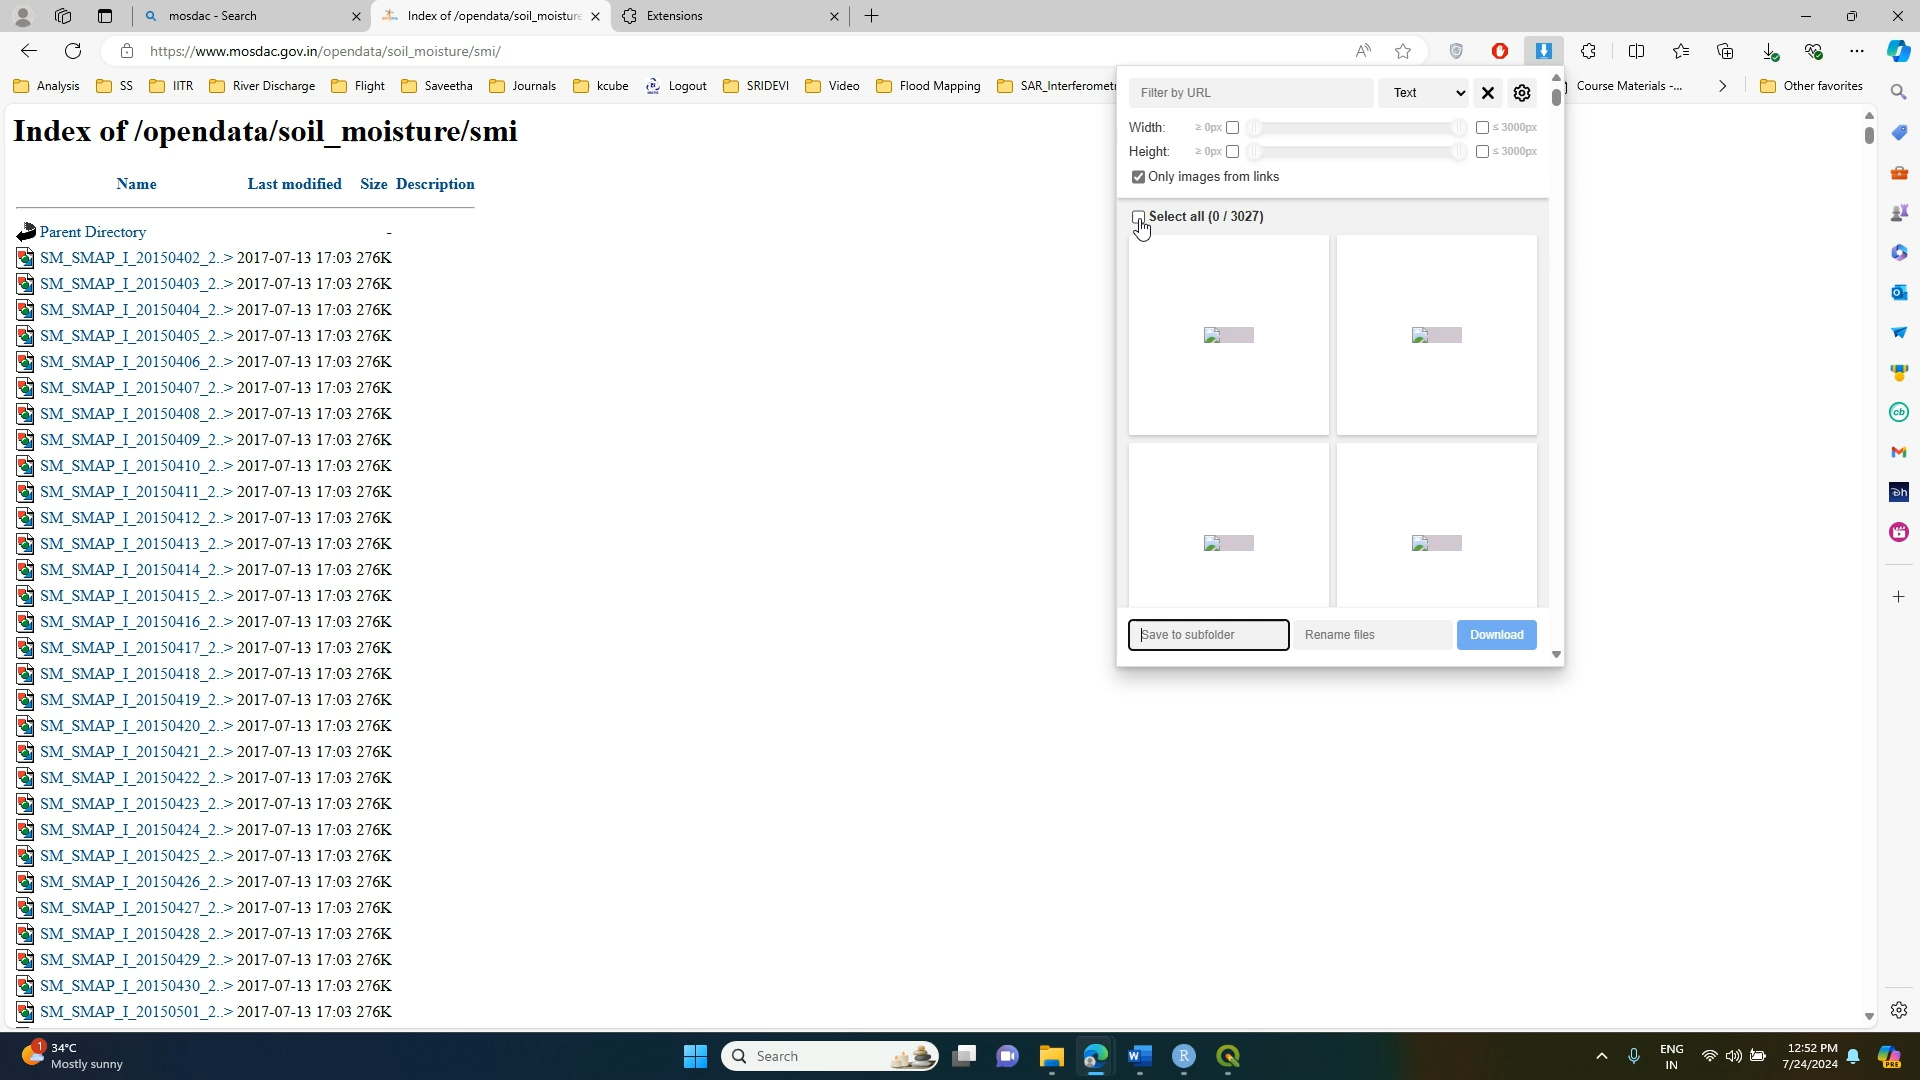 mosdac - Search
Index of /opendata/soil_moisture
Extensions
https://www.mosdac.gov.in/opendata/soil_moisture/smi/
Analysis SS IITR River Discharge Flight Saveetha Journals kcube Logout SRIDEVI Video Flood Mapping SAR_Interferomet Course Materials -... Other favorites
Index of /opendata/soil_moisture/smi
Name Last modified Size Description
Parent Directory -
SM_SMAP_I_20150402_2..> 2017-07-13 17:03 276K
SM_SMAP_I_20150403_2..> 2017-07-13 17:03 276K
SM_SMAP_I_20150404_2..> 2017-07-13 17:03 276K
SM_SMAP_I_20150405_2..> 2017-07-13 17:03 276K
SM_SMAP_I_20150406_2..> 2017-07-13 17:03 276K
SM_SMAP_I_20150407_2..> 2017-07-13 17:03 276K
SM_SMAP_I_20150408_2..> 2017-07-13 17:03 276K
SM_SMAP_I_20150409_2..> 2017-07-13 17:03 276K
SM_SMAP_I_20150410_2..> 2017-07-13 17:03 276K
SM_SMAP_I_20150411_2..> 2017-07-13 17:03 276K
SM_SMAP_I_20150412_2..> 2017-07-13 17:03 276K
SM_SMAP_I_20150413_2..> 2017-07-13 17:03 276K
SM_SMAP_I_20150414_2..> 2017-07-13 17:03 276K
SM_SMAP_I_20150415_2..> 2017-07-13 17:03 276K
SM_SMAP_I_20150416_2..> 2017-07-13 17:03 276K
SM_SMAP_I_20150417_2..> 2017-07-13 17:03 276K
SM_SMAP_I_20150418_2..> 2017-07-13 17:03 276K
SM_SMAP_I_20150419_2..> 2017-07-13 17:03 276K
SM_SMAP_I_20150420_2..> 2017-07-13 17:03 276K
SM_SMAP_I_20150421_2..> 2017-07-13 17:03 276K
SM_SMAP_I_20150422_2..> 2017-07-13 17:03 276K
SM_SMAP_I_20150423_2..> 2017-07-13 17:03 276K
SM_SMAP_I_20150424_2..> 2017-07-13 17:03 276K
SM_SMAP_I_20150425_2..> 2017-07-13 17:03 276K
SM_SMAP_I_20150426_2..> 2017-07-13 17:03 276K
SM_SMAP_I_20150427_2..> 2017-07-13 17:03 276K
SM_SMAP_I_20150428_2..> 2017-07-13 17:03 276K
SM_SMAP_I_20150429_2..> 2017-07-13 17:03 276K
SM_SMAP_I_20150430_2..> 2017-07-13 17:03 276K
SM_SMAP_I_20150501_2..> 2017-07-13 17:03 276K
Filter by URL Text
Width: ≥ 0px ≤ 3000px
Height: ≥ 0px ≤ 3000px
Only images from links
Select all (0 / 3027)
Save to subfolder Rename files Download
34°C
Mostly sunny
Search
ENG
IN
12:52 PM
7/24/2024